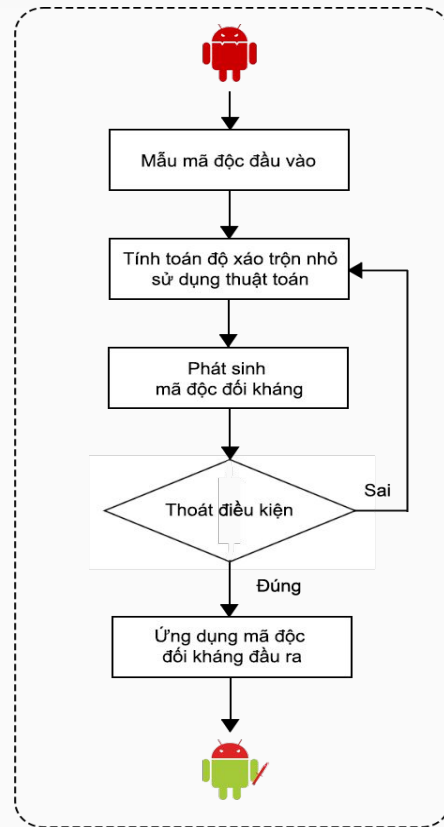 Mẫu mã độc đầu vào
Tính toán độ xáo trộn nhỏ
sử dụng thuật toán
Phát sinh
mã độc đối kháng
Thoát điều kiện
Sai
Đúng
Ứng dụng mã độc
đối kháng đầu ra